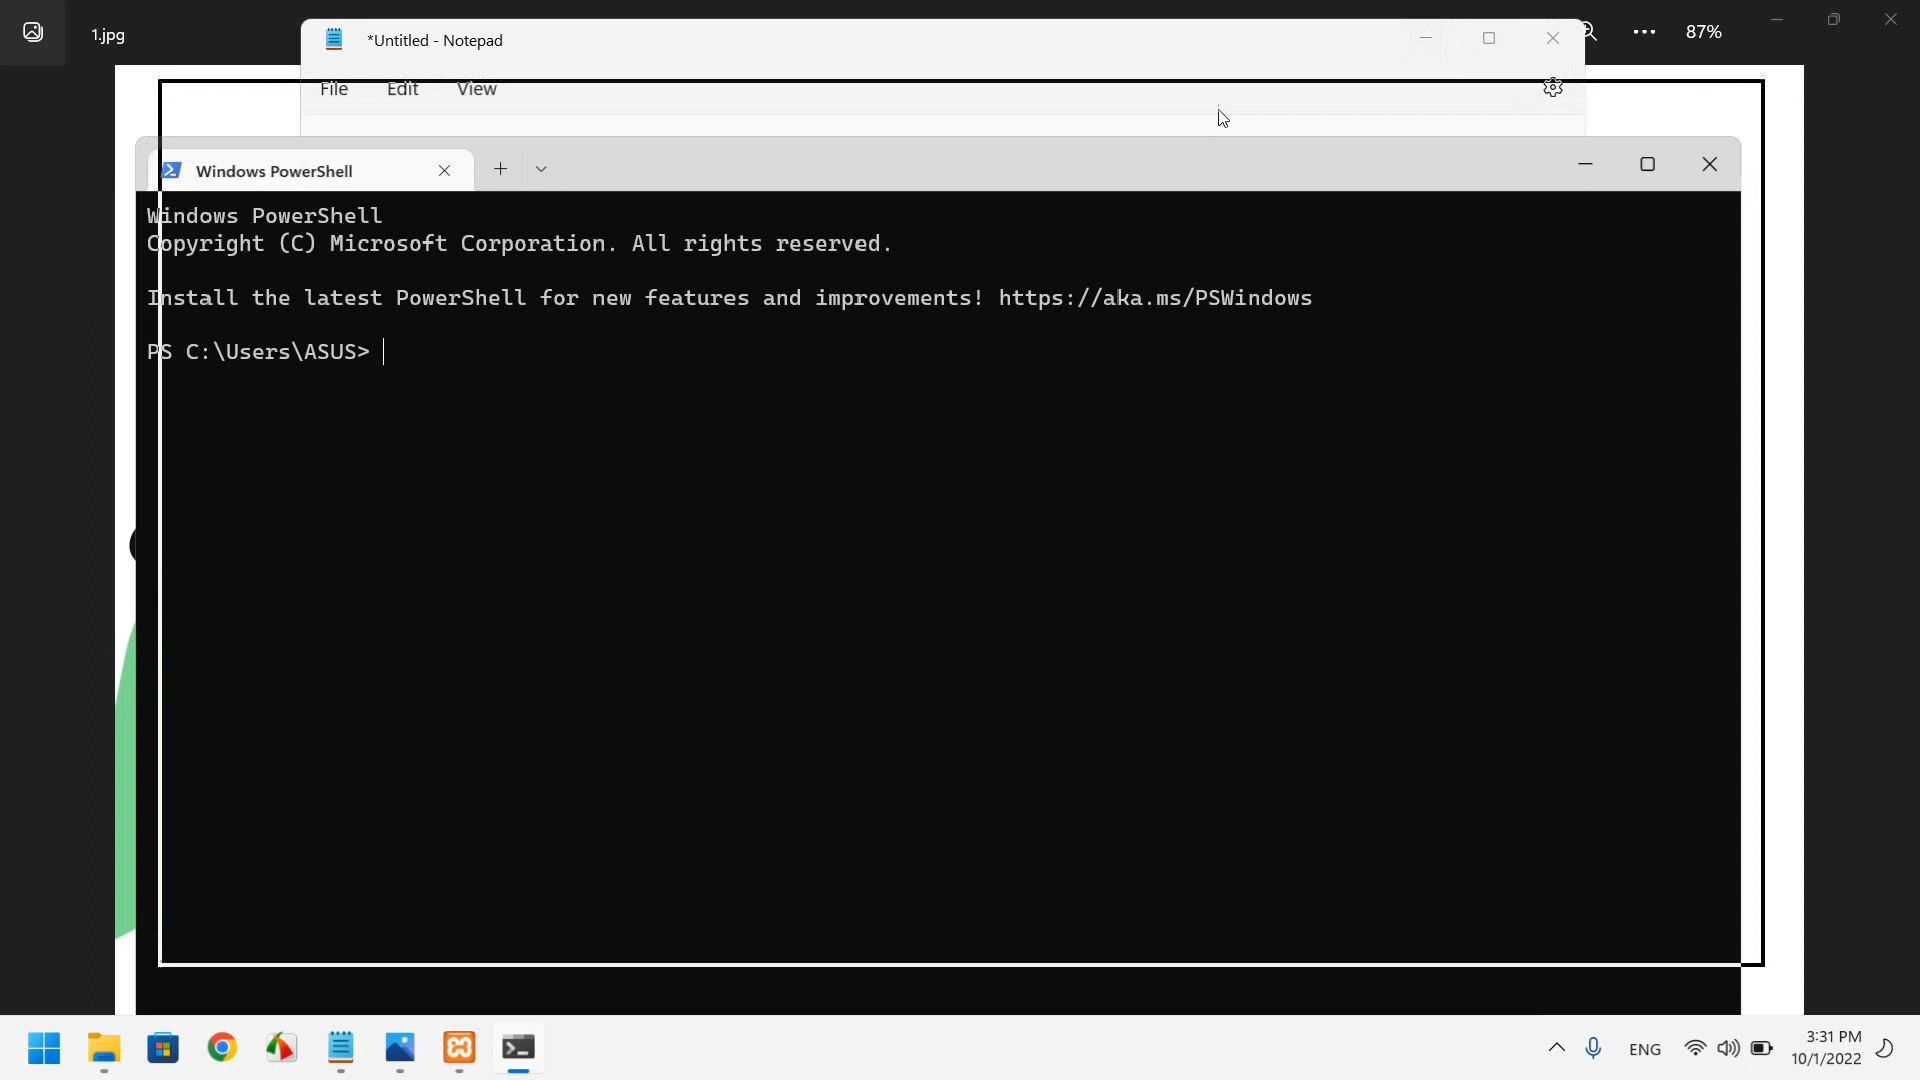 1.jpg
*Untitled - Notepad
87%
File Edit View
Windows PowerShell
Windows PowerShell
Copyright (C) Microsoft Corporation. All rights reserved.
Install the latest PowerShell for new features and improvements! https://aka.ms/PSWindows
PS C:\Users\ASUS>
ENG
3:31 PM
10/1/2022